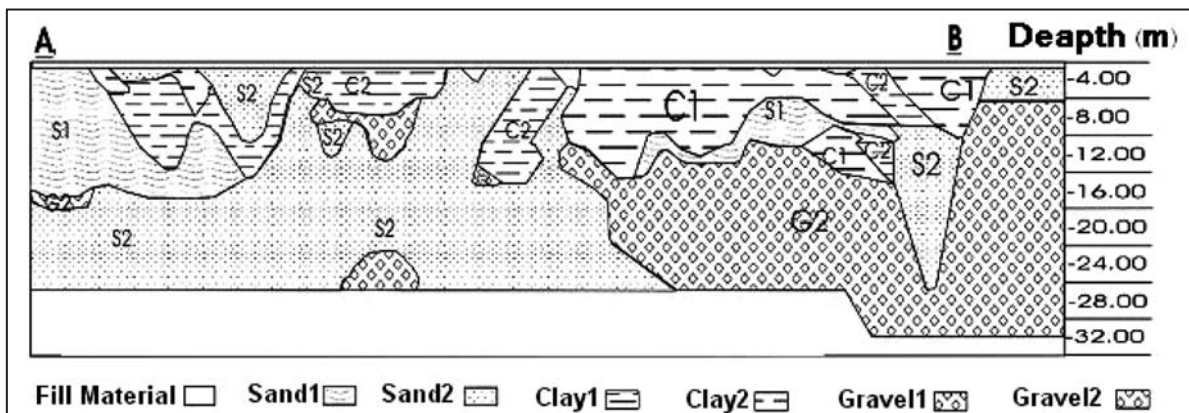 A B Deapth (m)
-4.00
S2 S2 C2 C2 C1 S2
-8.00
S1 C1 S1
S2 C2 C1 C2 -12.00
S2
G2 -16.00
S2 S2 G2 -20.00
-24.00
-28.00
-32.00
Fill Material Sand1 Sand2 Clay1 Clay2 Gravel1 Gravel2